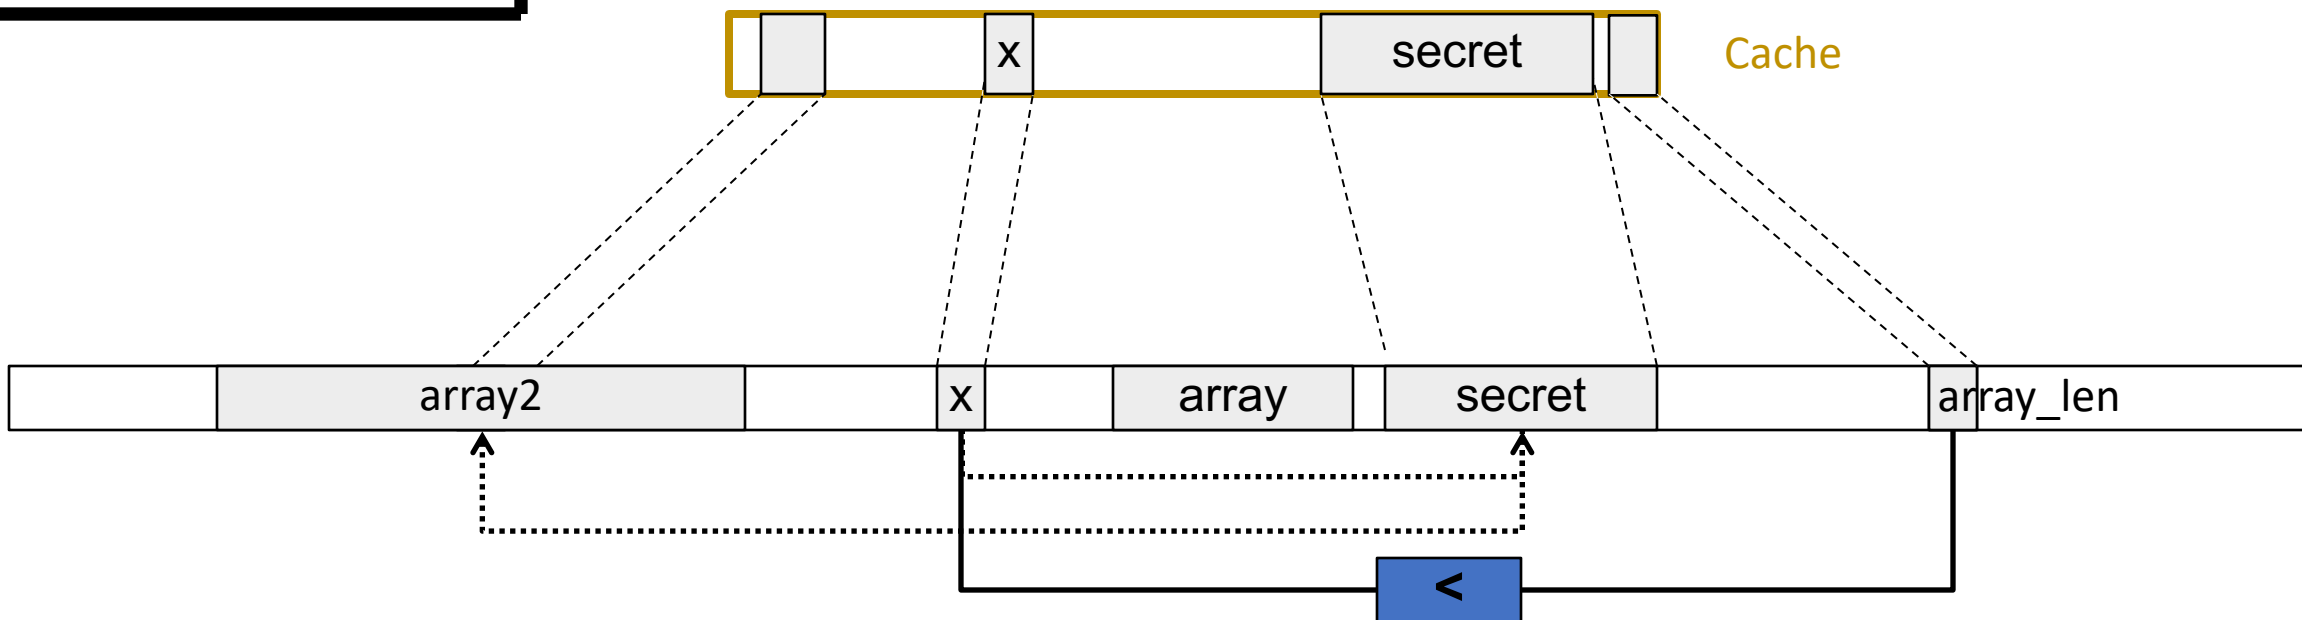 x
secret
Cache
array2
x
array
secret
array_len
<